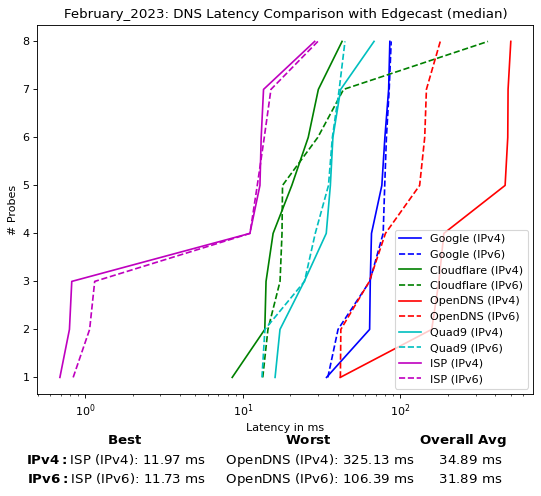 February_2023: DNS Latency Comparison with Edgecast (median)
8
7
6
5
4
3
2
1
# Probes
10⁰
10¹
10²
Latency in ms
Google (IPv4)
Google (IPv6)
Cloudflare (IPv4)
Cloudflare (IPv6)
OpenDNS (IPv4)
OpenDNS (IPv6)
Quad9 (IPv4)
Quad9 (IPv6)
ISP (IPv4)
ISP (IPv6)
Best Worst Overall Avg
IPv4: ISP (IPv4): 11.97 ms OpenDNS (IPv4): 325.13 ms 34.89 ms
IPv6: ISP (IPv6): 11.73 ms OpenDNS (IPv6): 106.39 ms 31.89 ms